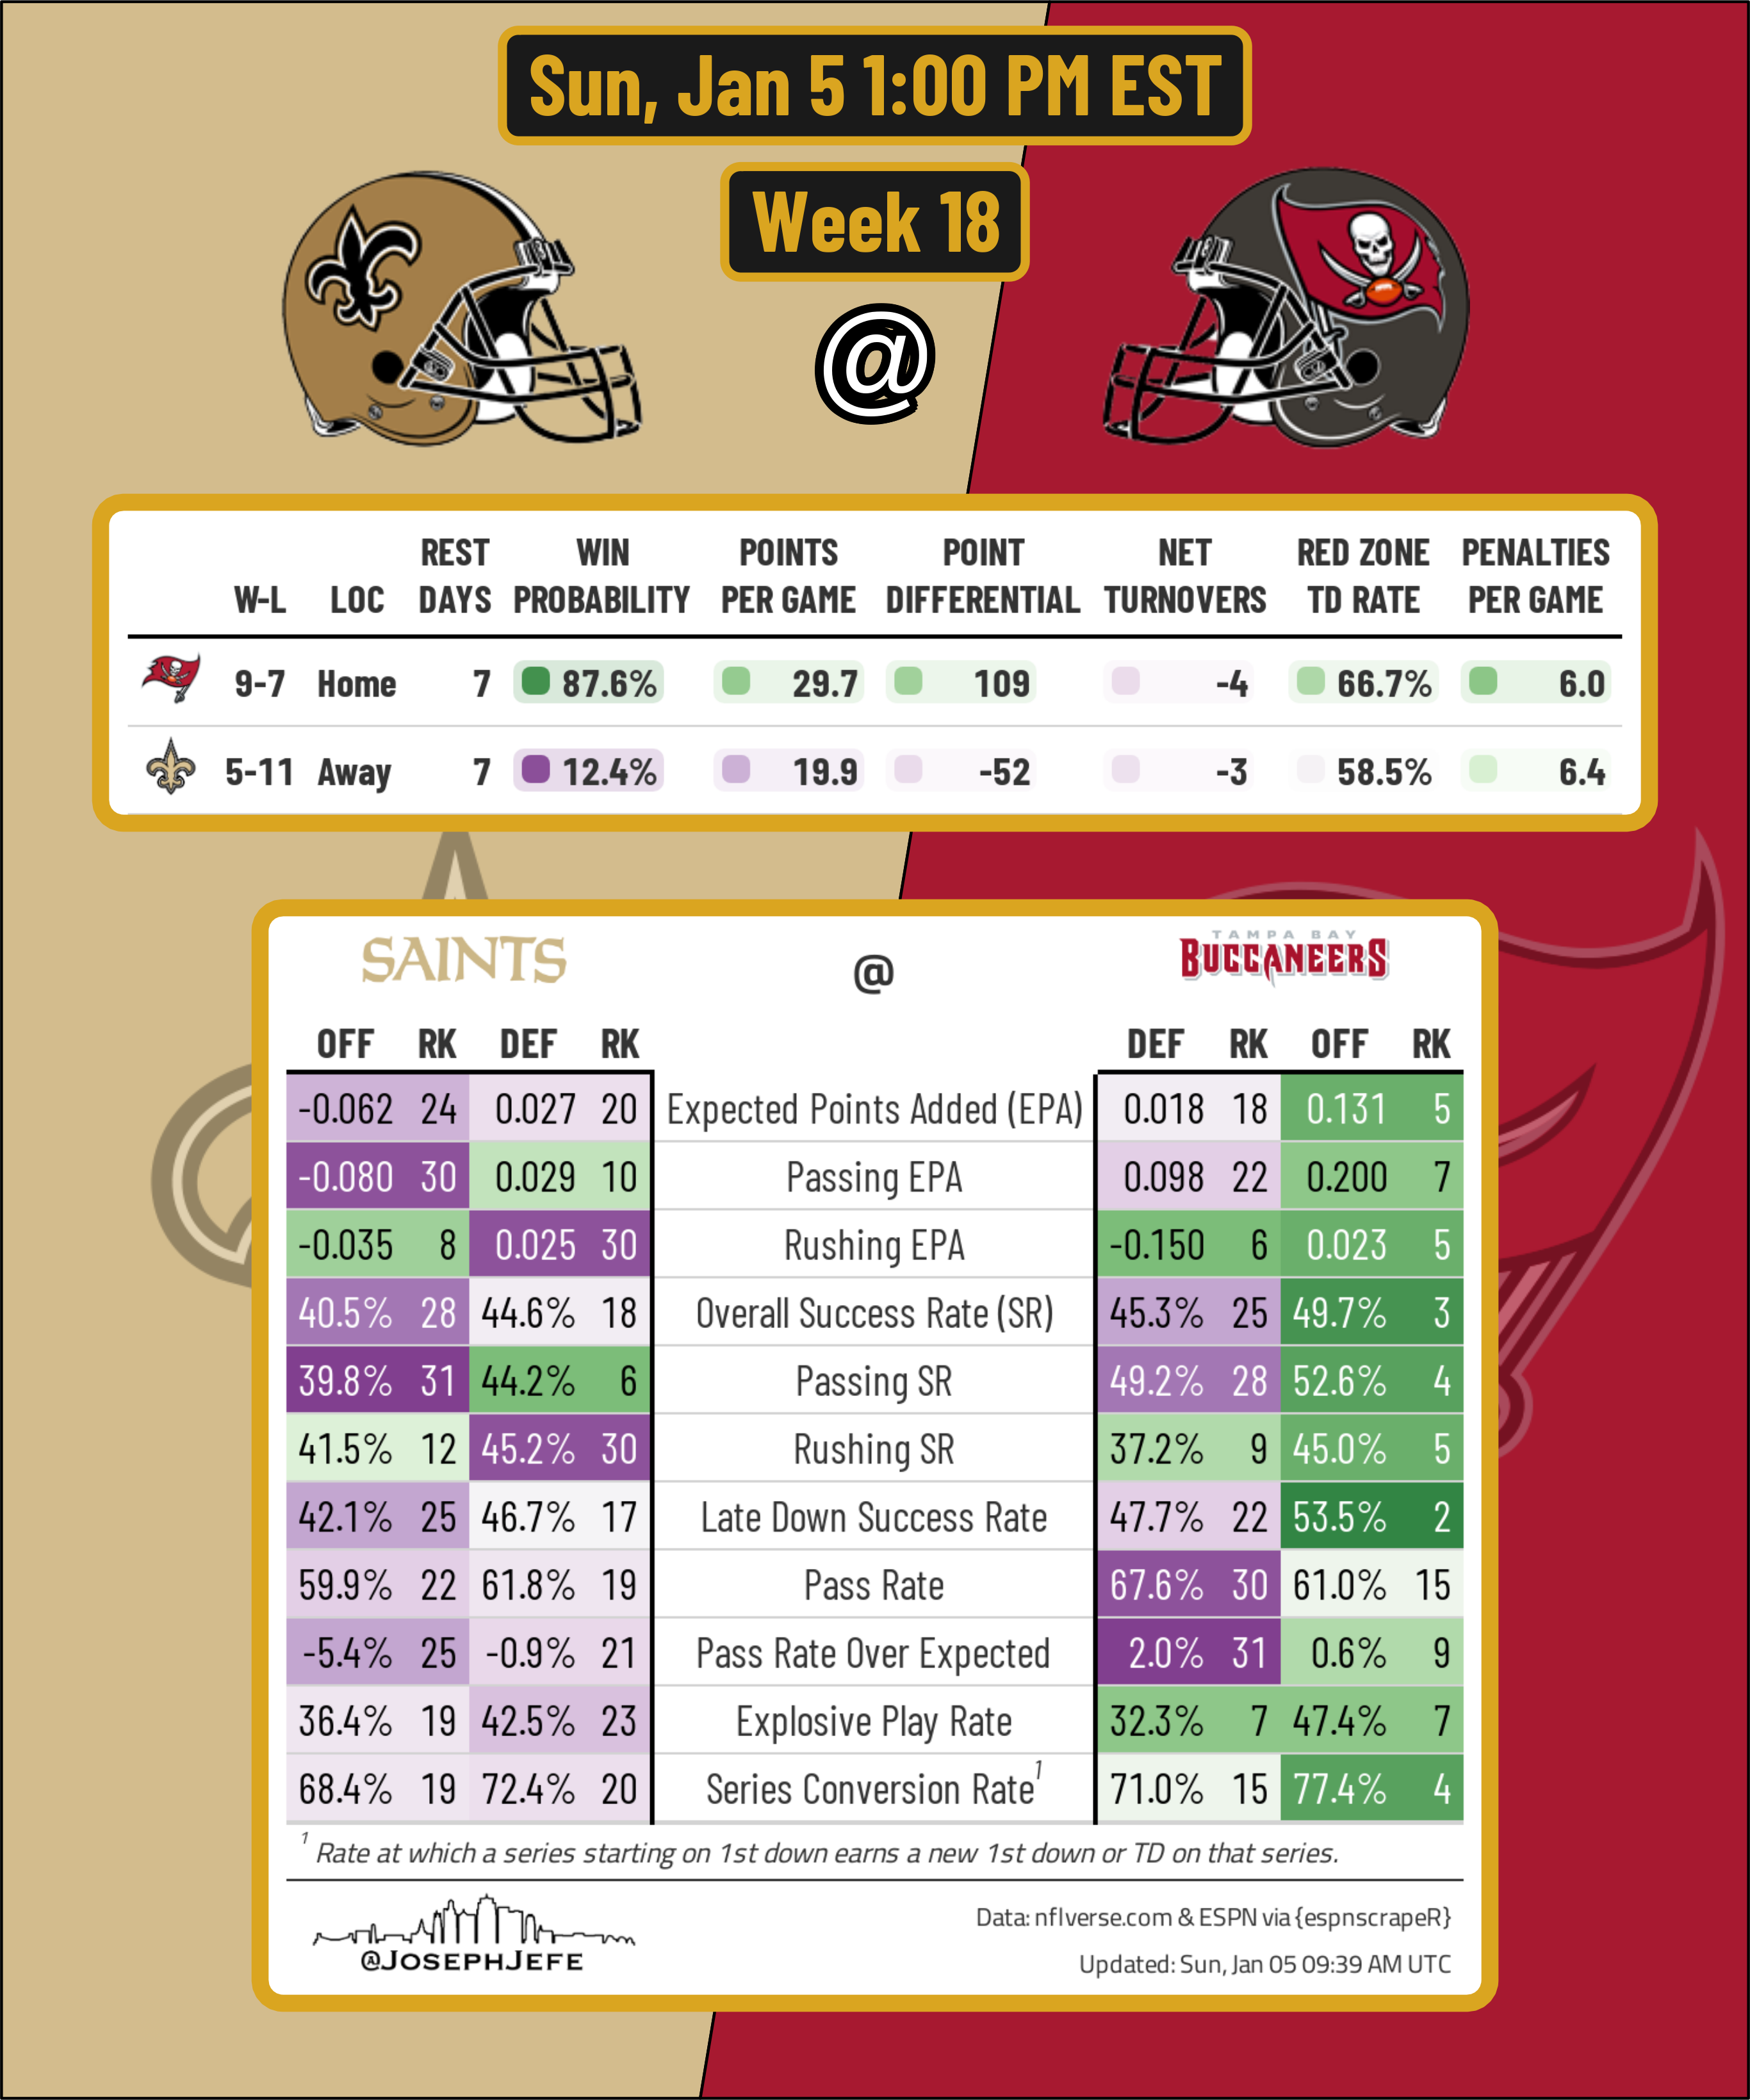 Sun, Jan 5 1:00 PM EST
Week 18
@
REST WIN POINTS POINT NET RED ZONE PENALTIES
W-L LOC DAYS PROBABILITY PER GAME DIFFERENTIAL TURNOVERS TD RATE PER GAME
9-7 Home 7 87.6% 29.7 109 -4 66.7% 6.0
5-11 Away 7 12.4% 19.9 -52 -3 58.5% 6.4
SAINTS @ TAMPA BAY BUCCANEERS
OFF RK DEF RK DEF RK OFF RK
-0.062 24 0.027 20 Expected Points Added (EPA) 0.018 18 0.131 5
-0.080 30 0.029 10 Passing EPA 0.098 22 0.200 7
-0.035 8 0.025 30 Rushing EPA -0.150 6 0.023 5
40.5% 28 44.6% 18 Overall Success Rate (SR) 45.3% 25 49.7% 3
39.8% 31 44.2% 6 Passing SR 49.2% 28 52.6% 4
41.5% 12 45.2% 30 Rushing SR 37.2% 9 45.0% 5
42.1% 25 46.7% 17 Late Down Success Rate 47.7% 22 53.5% 2
59.9% 22 61.8% 19 Pass Rate 67.6% 30 61.0% 15
-5.4% 25 -0.9% 21 Pass Rate Over Expected 2.0% 31 0.6% 9
36.4% 19 42.5% 23 Explosive Play Rate 32.3% 7 47.4% 7
68.4% 19 72.4% 20 Series Conversion Rate1 71.0% 15 77.4% 4
1 Rate at which a series starting on 1st down earns a new 1st down or TD on that series.
@JOSEPHJEFE
Data: nflverse.com & ESPN via {espnscrapeR}
Updated: Sun, Jan 05 09:39 AM UTC